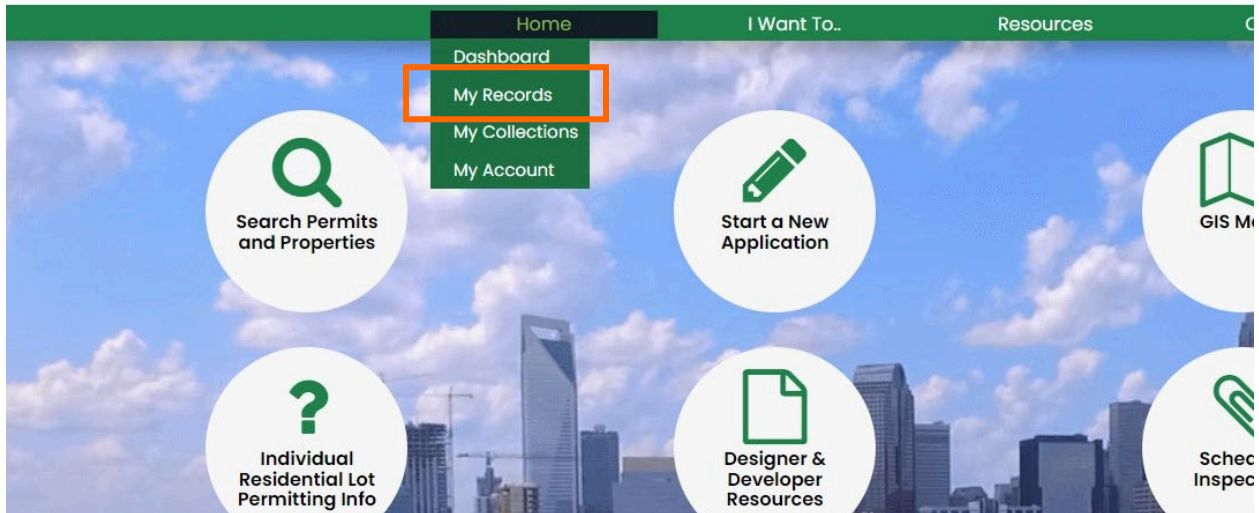 Home
I Want To..
Resources
Dashboard
My Records
My Collections
My Account
Search Permits
and Properties
Start a New
Application
GIS
Individual
Residential Lot
Permitting Info
Designer &
Developer
Resources